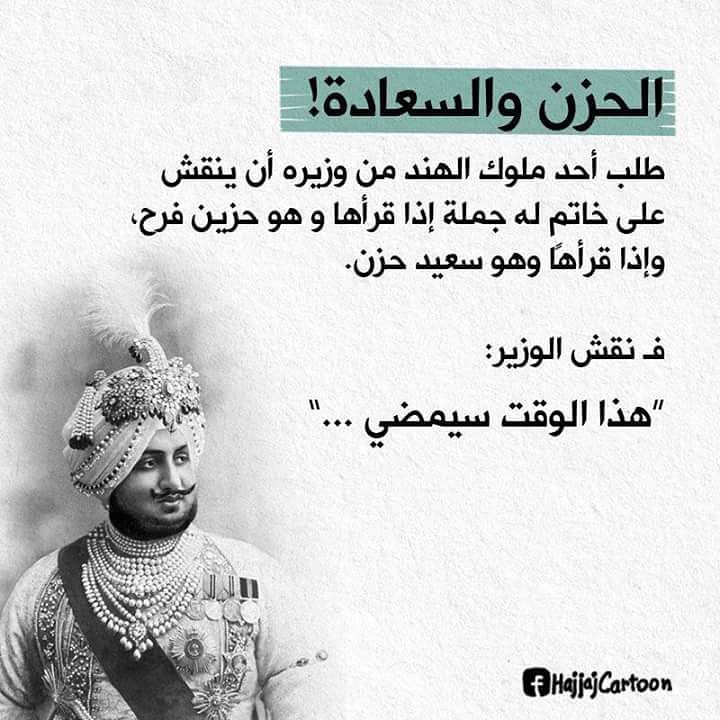 الحزن والسعادة!
طلب أحد ملوك الهند من وزيره أن ينقش
على خاتم له جملة إذا قرأها و هو حزين فرح،
وإذا قرأهًا وهو سعيد حزن.
فـ نقش الوزير:
"هذا الوقت سيمضي ..."
HajjajCartoon